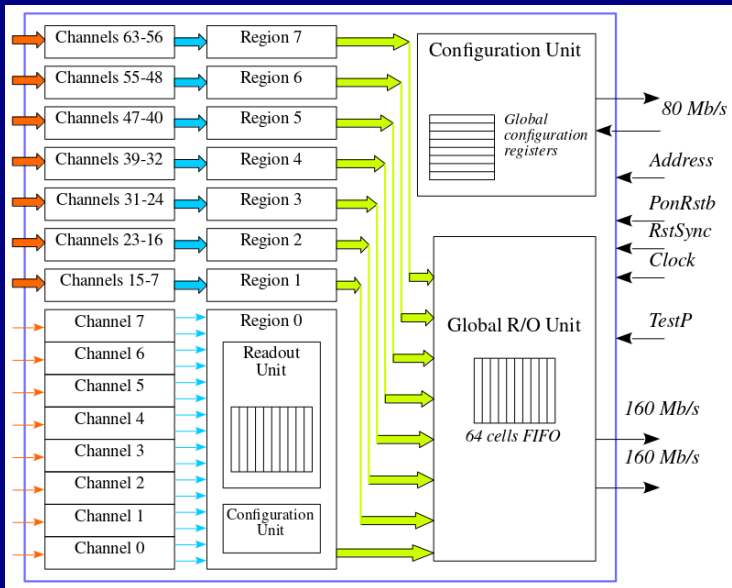 Channels 63-56
Region 7
Channels 55-48
Region 6
Channels 47-40
Region 5
Channels 39-32
Region 4
Channels 31-24
Region 3
Channels 23-16
Region 2
Channels 15-7
Region 1
Channel 7
Channel 6
Channel 5
Channel 4
Channel 3
Channel 2
Channel 1
Channel 0
Region 0
Readout
Unit
Configuration
Unit
Configuration Unit
Global
configuration
registers
Global R/O Unit
64 cells FIFO
80 Mb/s
Address
PonRstb
RstSync
Clock
TestP
160 Mb/s
160 Mb/s